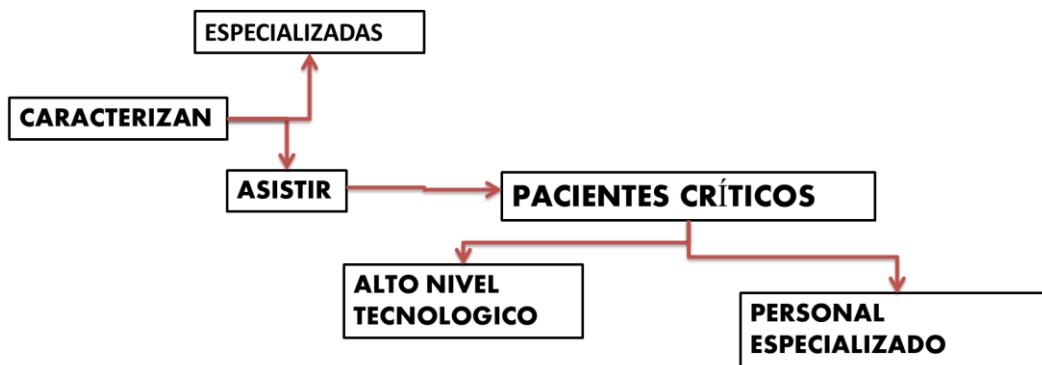 ESPECIALIZADAS
CARACTERIZAN
ASISTIR
PACIENTES CRÍTICOS
ALTO NIVEL
TECNOLOGICO
PERSONAL
ESPECIALIZADO